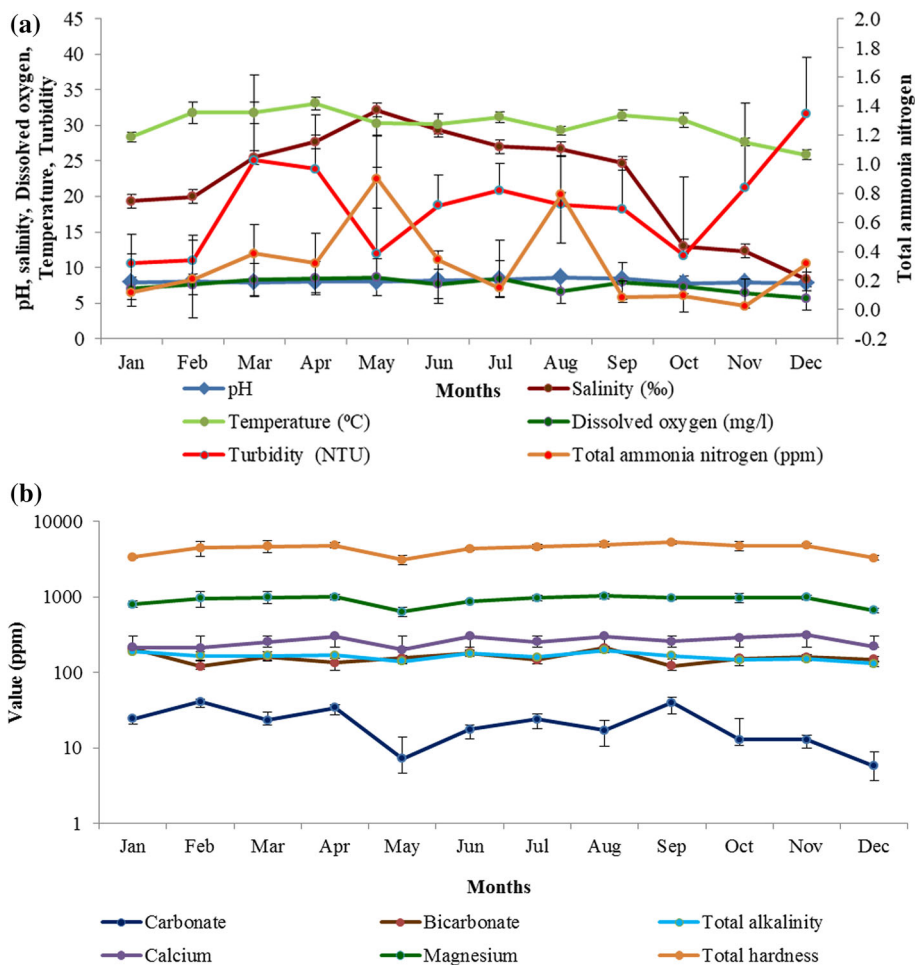 (a)
pH, salinity, Dissolved oxygen,
Temperature, Turbidity
45
40
35
30
25
20
15
10
5
0
2.0
1.8
1.6
1.4
1.2
1.0
0.8
0.6
0.4
0.2
0.0
-0.2
Total ammonia
nitrogen
Jan Feb Mar Apr May Jun Jul Aug Sep Oct Nov Dec
Months
pH Salinity (‰)
Temperature (ºC) Dissolved oxygen (mg/l)
Turbidity (NTU) Total ammonia nitrogen (ppm)
(b)
Value (ppm)
10000
1000
100
10
1
Jan Feb Mar Apr May Jun Jul Aug Sep Oct Nov Dec
Months
Carbonate Bicarbonate Total alkalinity
Calcium Magnesium Total hardness